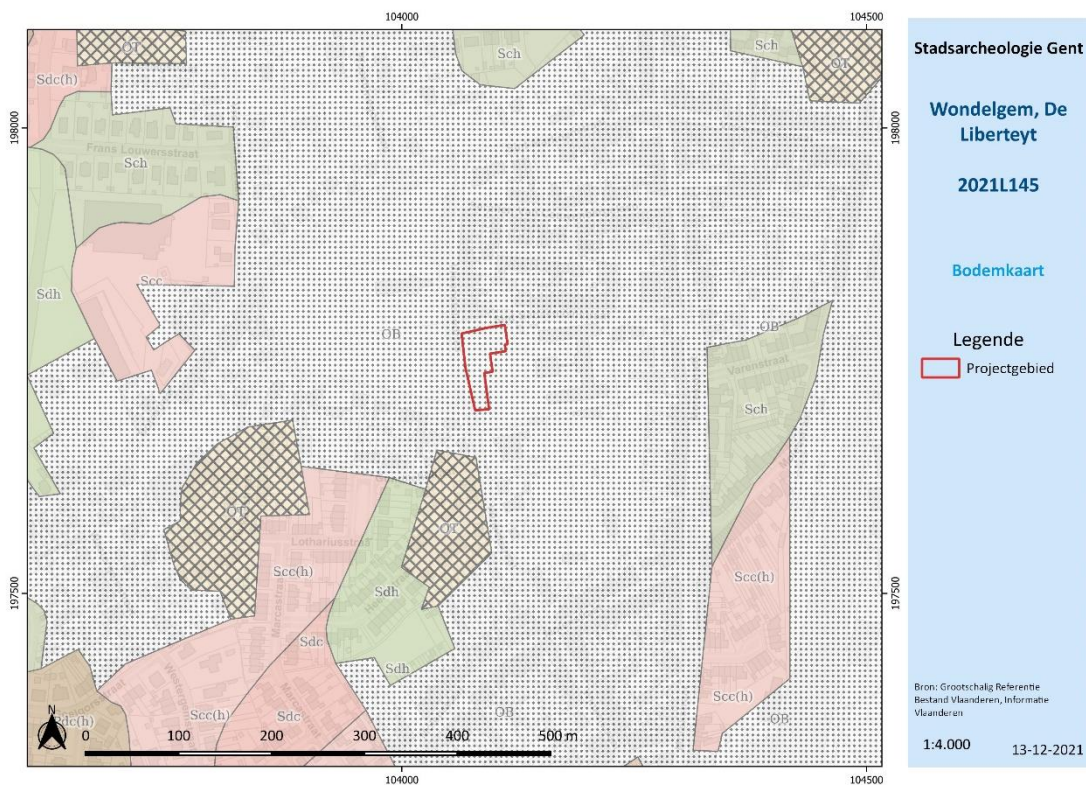 104000
104500
198000
198000
197500
197500
104000
104500
OT
Sdc(h)
Frans Louwersstraat
Sch
Sch
Sch
OT
Scc
Sdh
OB
OB
Varenstraat
Sch
OT
OT
Lothariusstraat
Scc(h)
Sdh
Sdc
Sdh
Scc(h)
Sdc
Scc(h)
Scc(h)
OB
OB
N
0 100 200 300 400 500 m
Stadsarcheologie Gent
Wondelgem, De
Liberteyt
2021L145
Bodemkaart
Legende
Projectgebied
Bron: Grootschalig Referentie
Bestand Vlaanderen, Informatie
Vlaanderen
1:4.000 13-12-2021